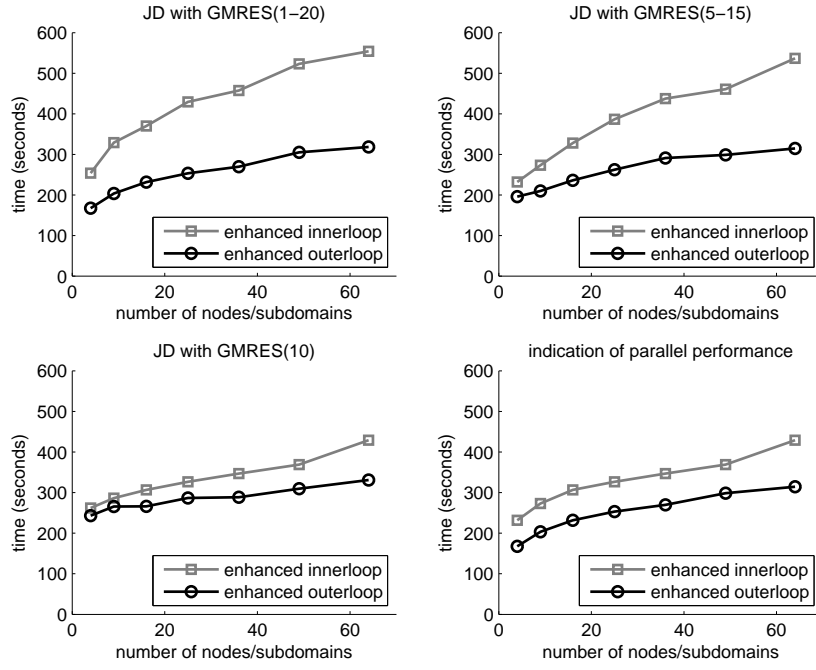 JD with GMRES(1−20)
600
500
400
300
200
100
0
time (seconds)
enhanced innerloop
enhanced outerloop
0 20 40 60
number of nodes/subdomains
JD with GMRES(5−15)
600
500
400
300
200
100
0
time (seconds)
enhanced innerloop
enhanced outerloop
0 20 40 60
number of nodes/subdomains
JD with GMRES(10)
600
500
400
300
200
100
0
time (seconds)
enhanced innerloop
enhanced outerloop
0 20 40 60
number of nodes/subdomains
indication of parallel performance
600
500
400
300
200
100
0
time (seconds)
enhanced innerloop
enhanced outerloop
0 20 40 60
number of nodes/subdomains